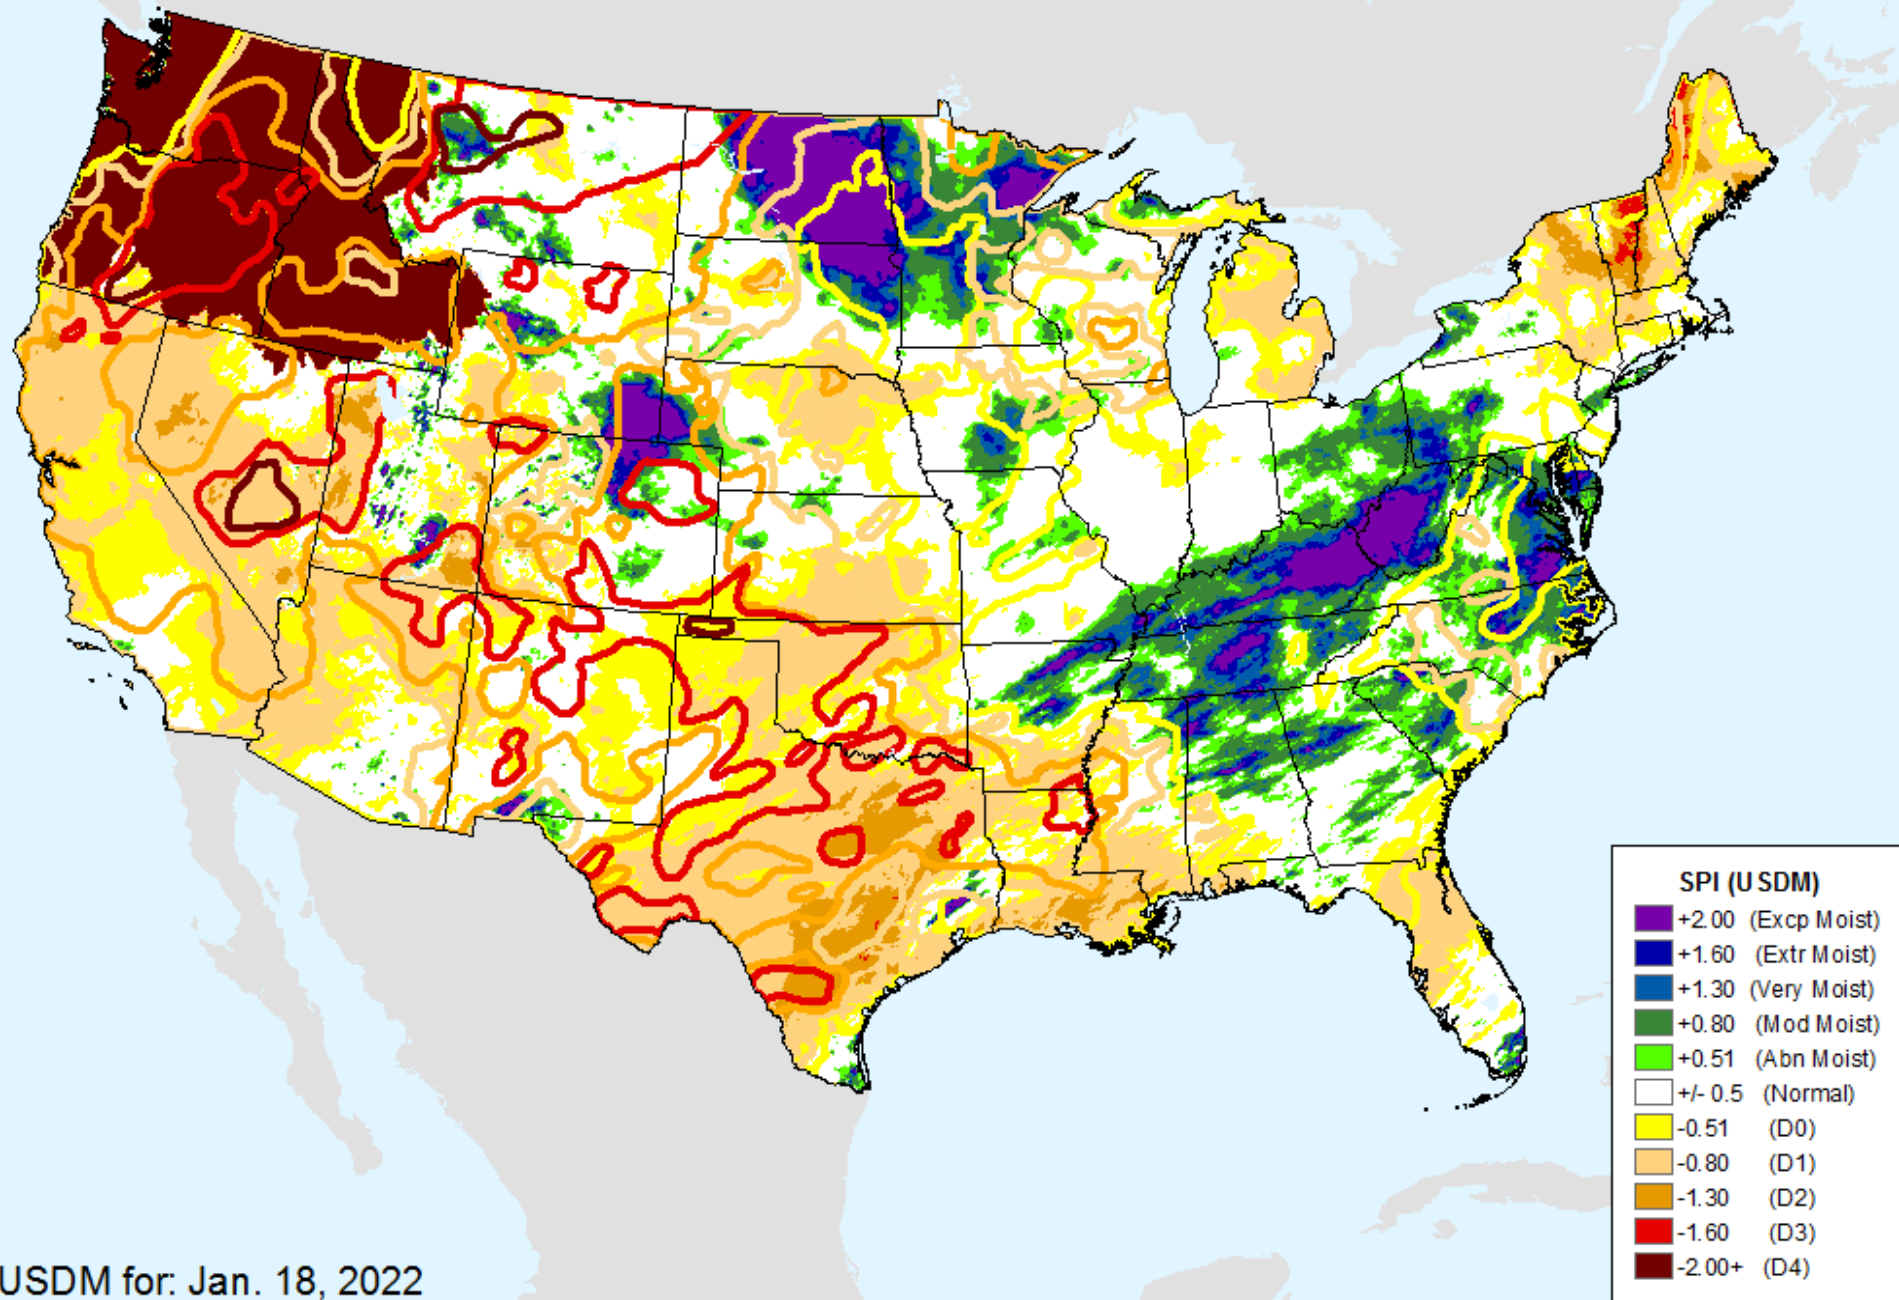 SPI (USDM)
+2.00 (Excp Moist)
+1.60 (Extr Moist)
+1.30 (Very Moist)
+0.80 (Mod Moist)
+0.51 (Abn Moist)
+/- 0.5 (Normal)
-0.51 (D0)
-0.80 (D1)
-1.30 (D2)
-1.60 (D3)
-2.00+ (D4)
USDM for: Jan. 18, 2022